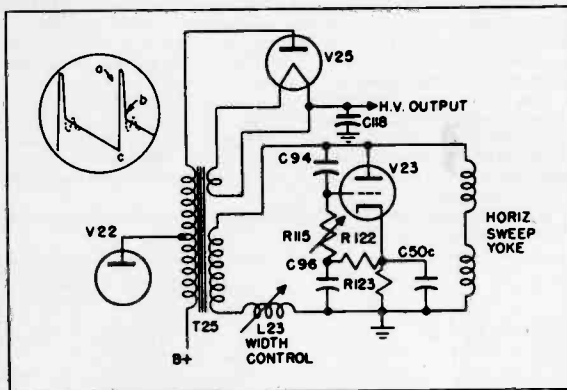 V25
a
b
c
H.V. OUTPUT
C118
C94
V23
V22
R115
R122
C50c
HORIZ.
SWEEP
YOKE
C96
R123
T25
L23
WIDTH
CONTROL
B+